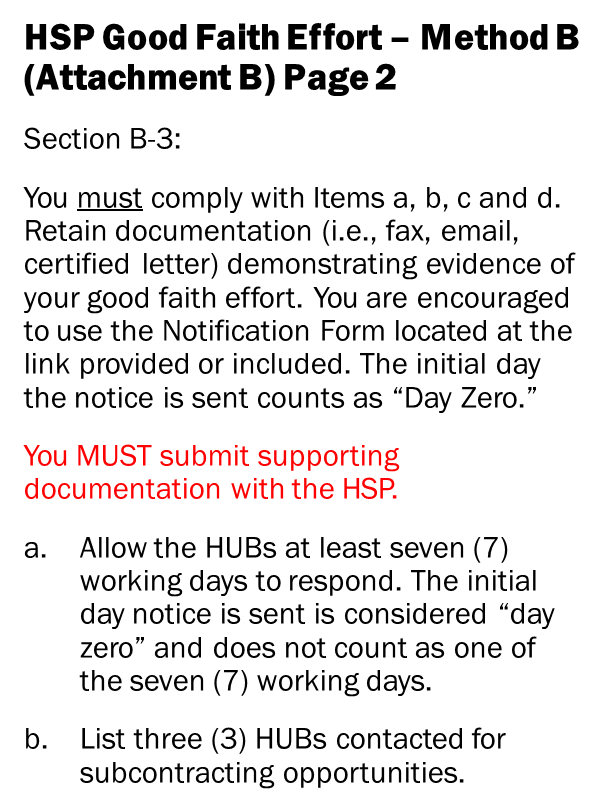 HSP Good Faith Effort – Method B
(Attachment B) Page 2
Section B-3:
You must comply with Items a, b, c and d.
Retain documentation (i.e., fax, email,
certified letter) demonstrating evidence of
your good faith effort. You are encouraged
to use the Notification Form located at the
link provided or included. The initial day
the notice is sent counts as “Day Zero.”
You MUST submit supporting
documentation with the HSP.
a. Allow the HUBs at least seven (7)
working days to respond. The initial
day notice is sent is considered “day
zero” and does not count as one of
the seven (7) working days.
b. List three (3) HUBs contacted for
subcontracting opportunities.